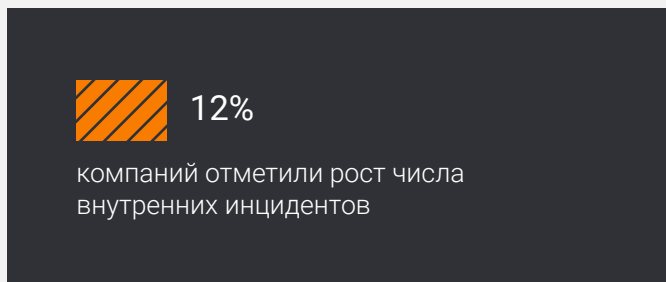 12%
компаний отметили рост числа
внутренних инцидентов